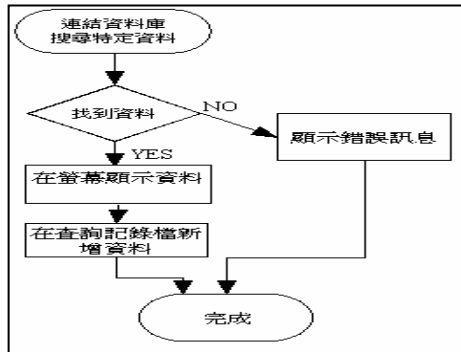 連結資料庫
搜尋特定資料
找到資料
NO
顯示錯誤訊息
YES
在螢幕顯示資料
在查詢記錄檔新
增資料
完成